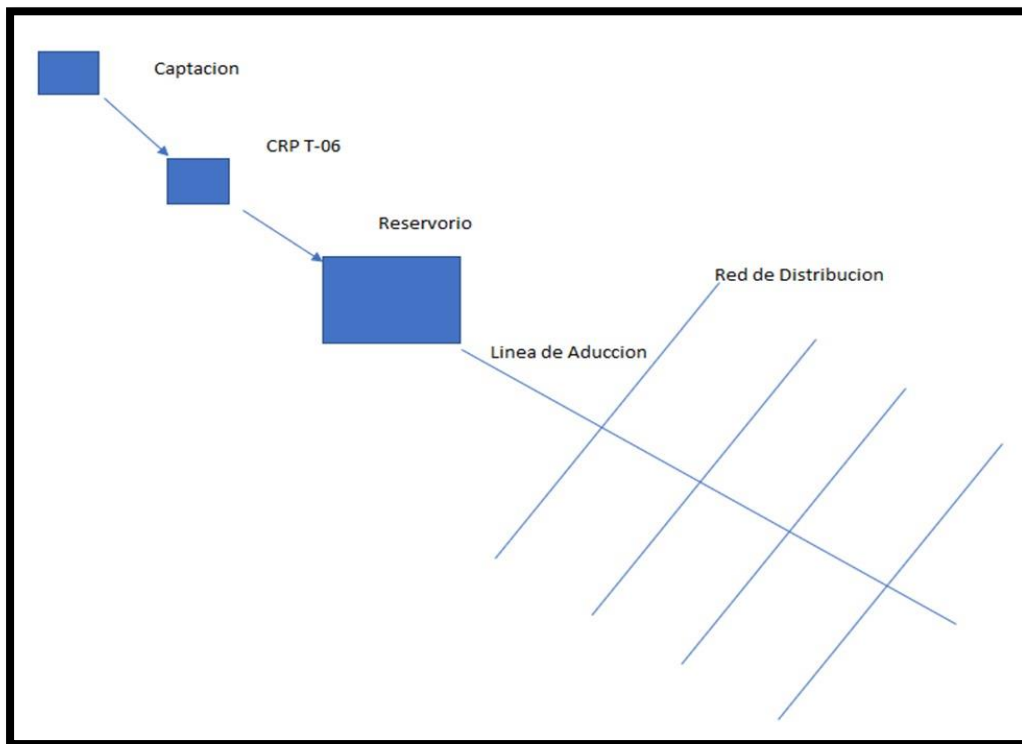 Captacion
CRP T-06
Reservorio
Red de Distribucion
Linea de Aduccion